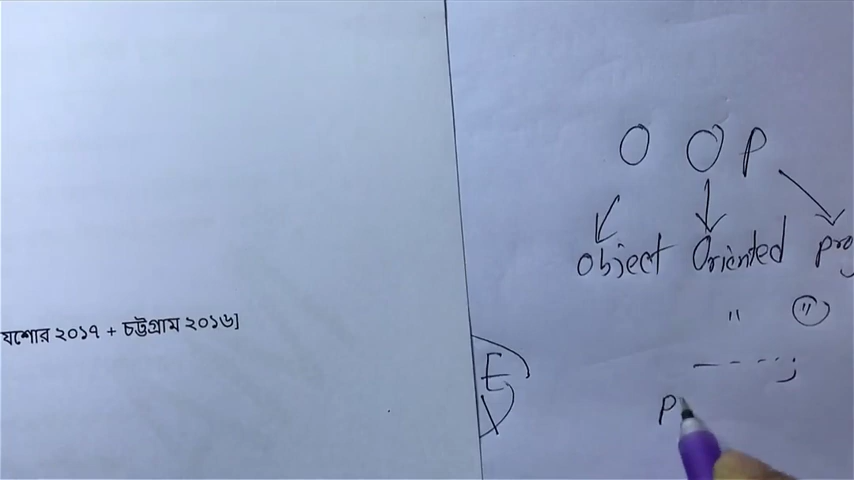 যশোর ২০১৭ + চট্টগ্রাম ২০১৬]
O O P
Object Oriented pro
" "
E
P